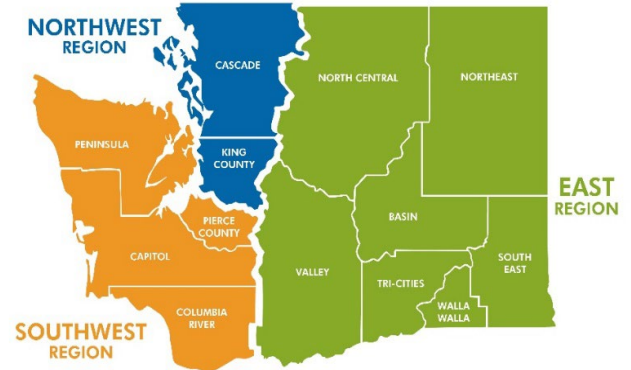 NORTHWEST
REGION
CASCADE
NORTH CENTRAL
NORTHEAST
PENINSULA
KING
COUNTY
EAST
REGION
PIERCE
COUNTY
BASIN
CAPITOL
VALLEY
SOUTH
EAST
TRI-CITIES
COLUMBIA
RIVER
WALLA
WALLA
SOUTHWEST
REGION